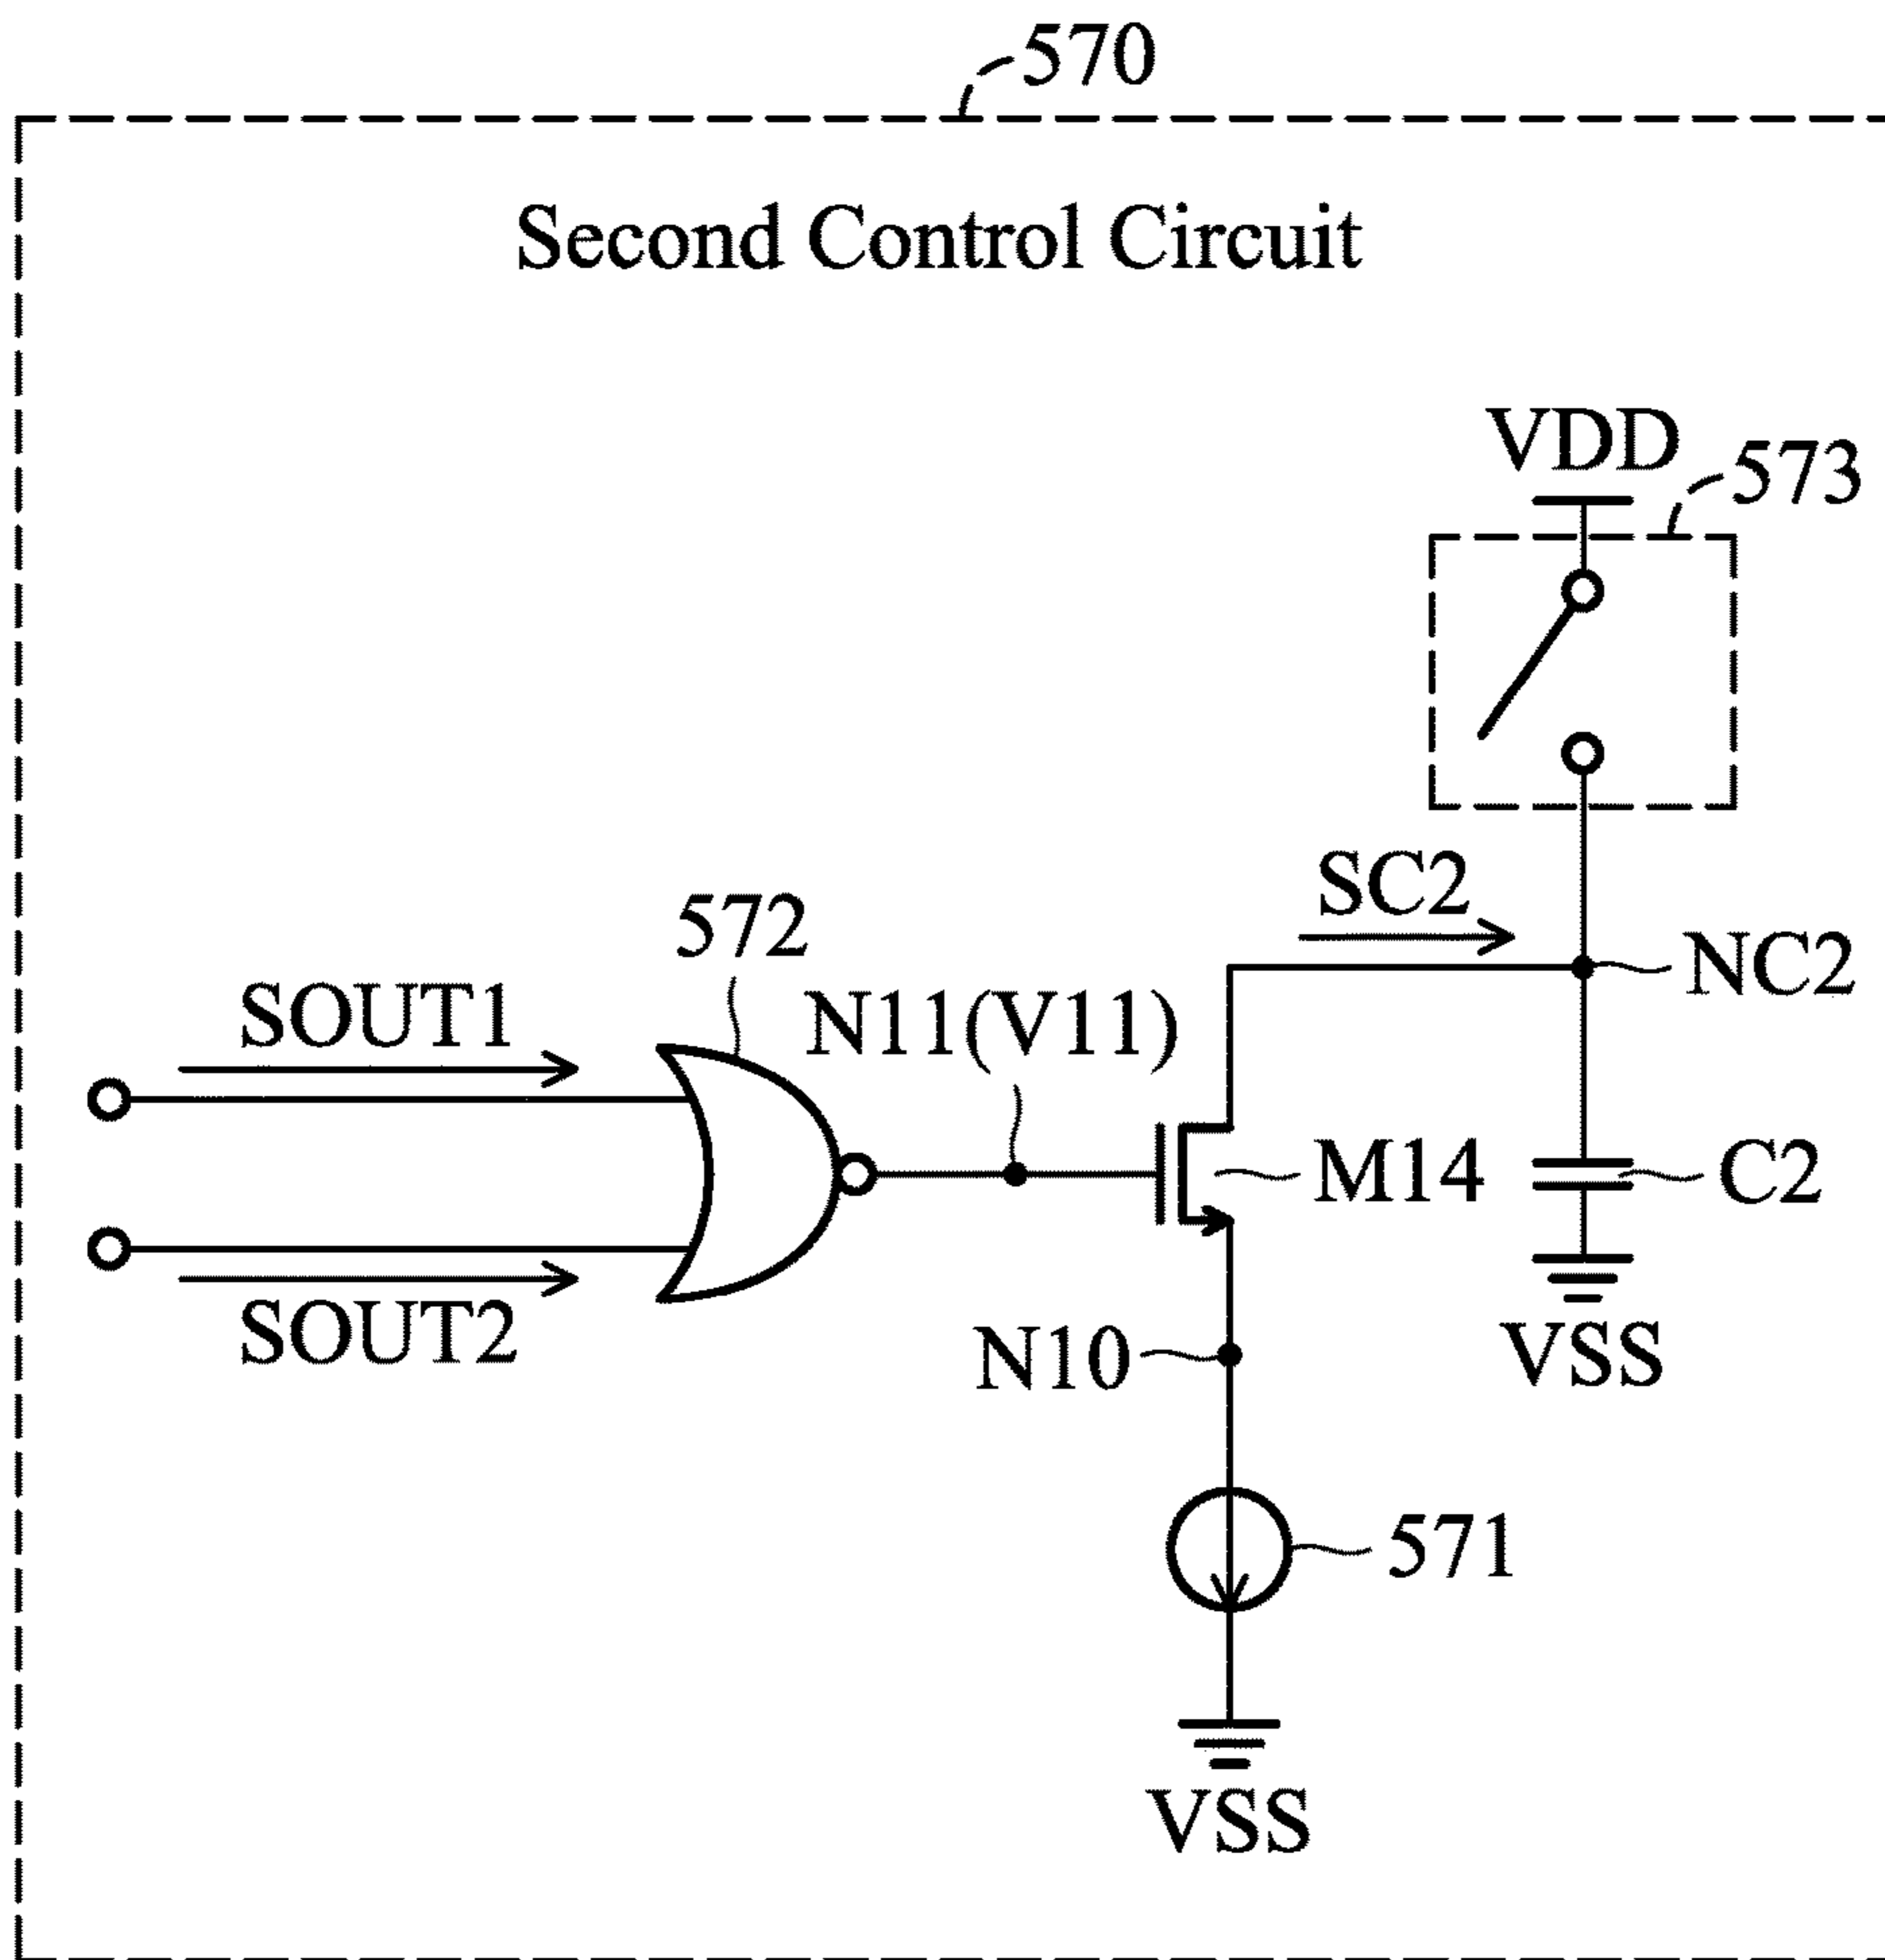 570
Second Control Circuit
VDD
573
SC2
572
NC2
SOUT1
N11(V11)
M14
C2
SOUT2
N10
VSS
571
VSS